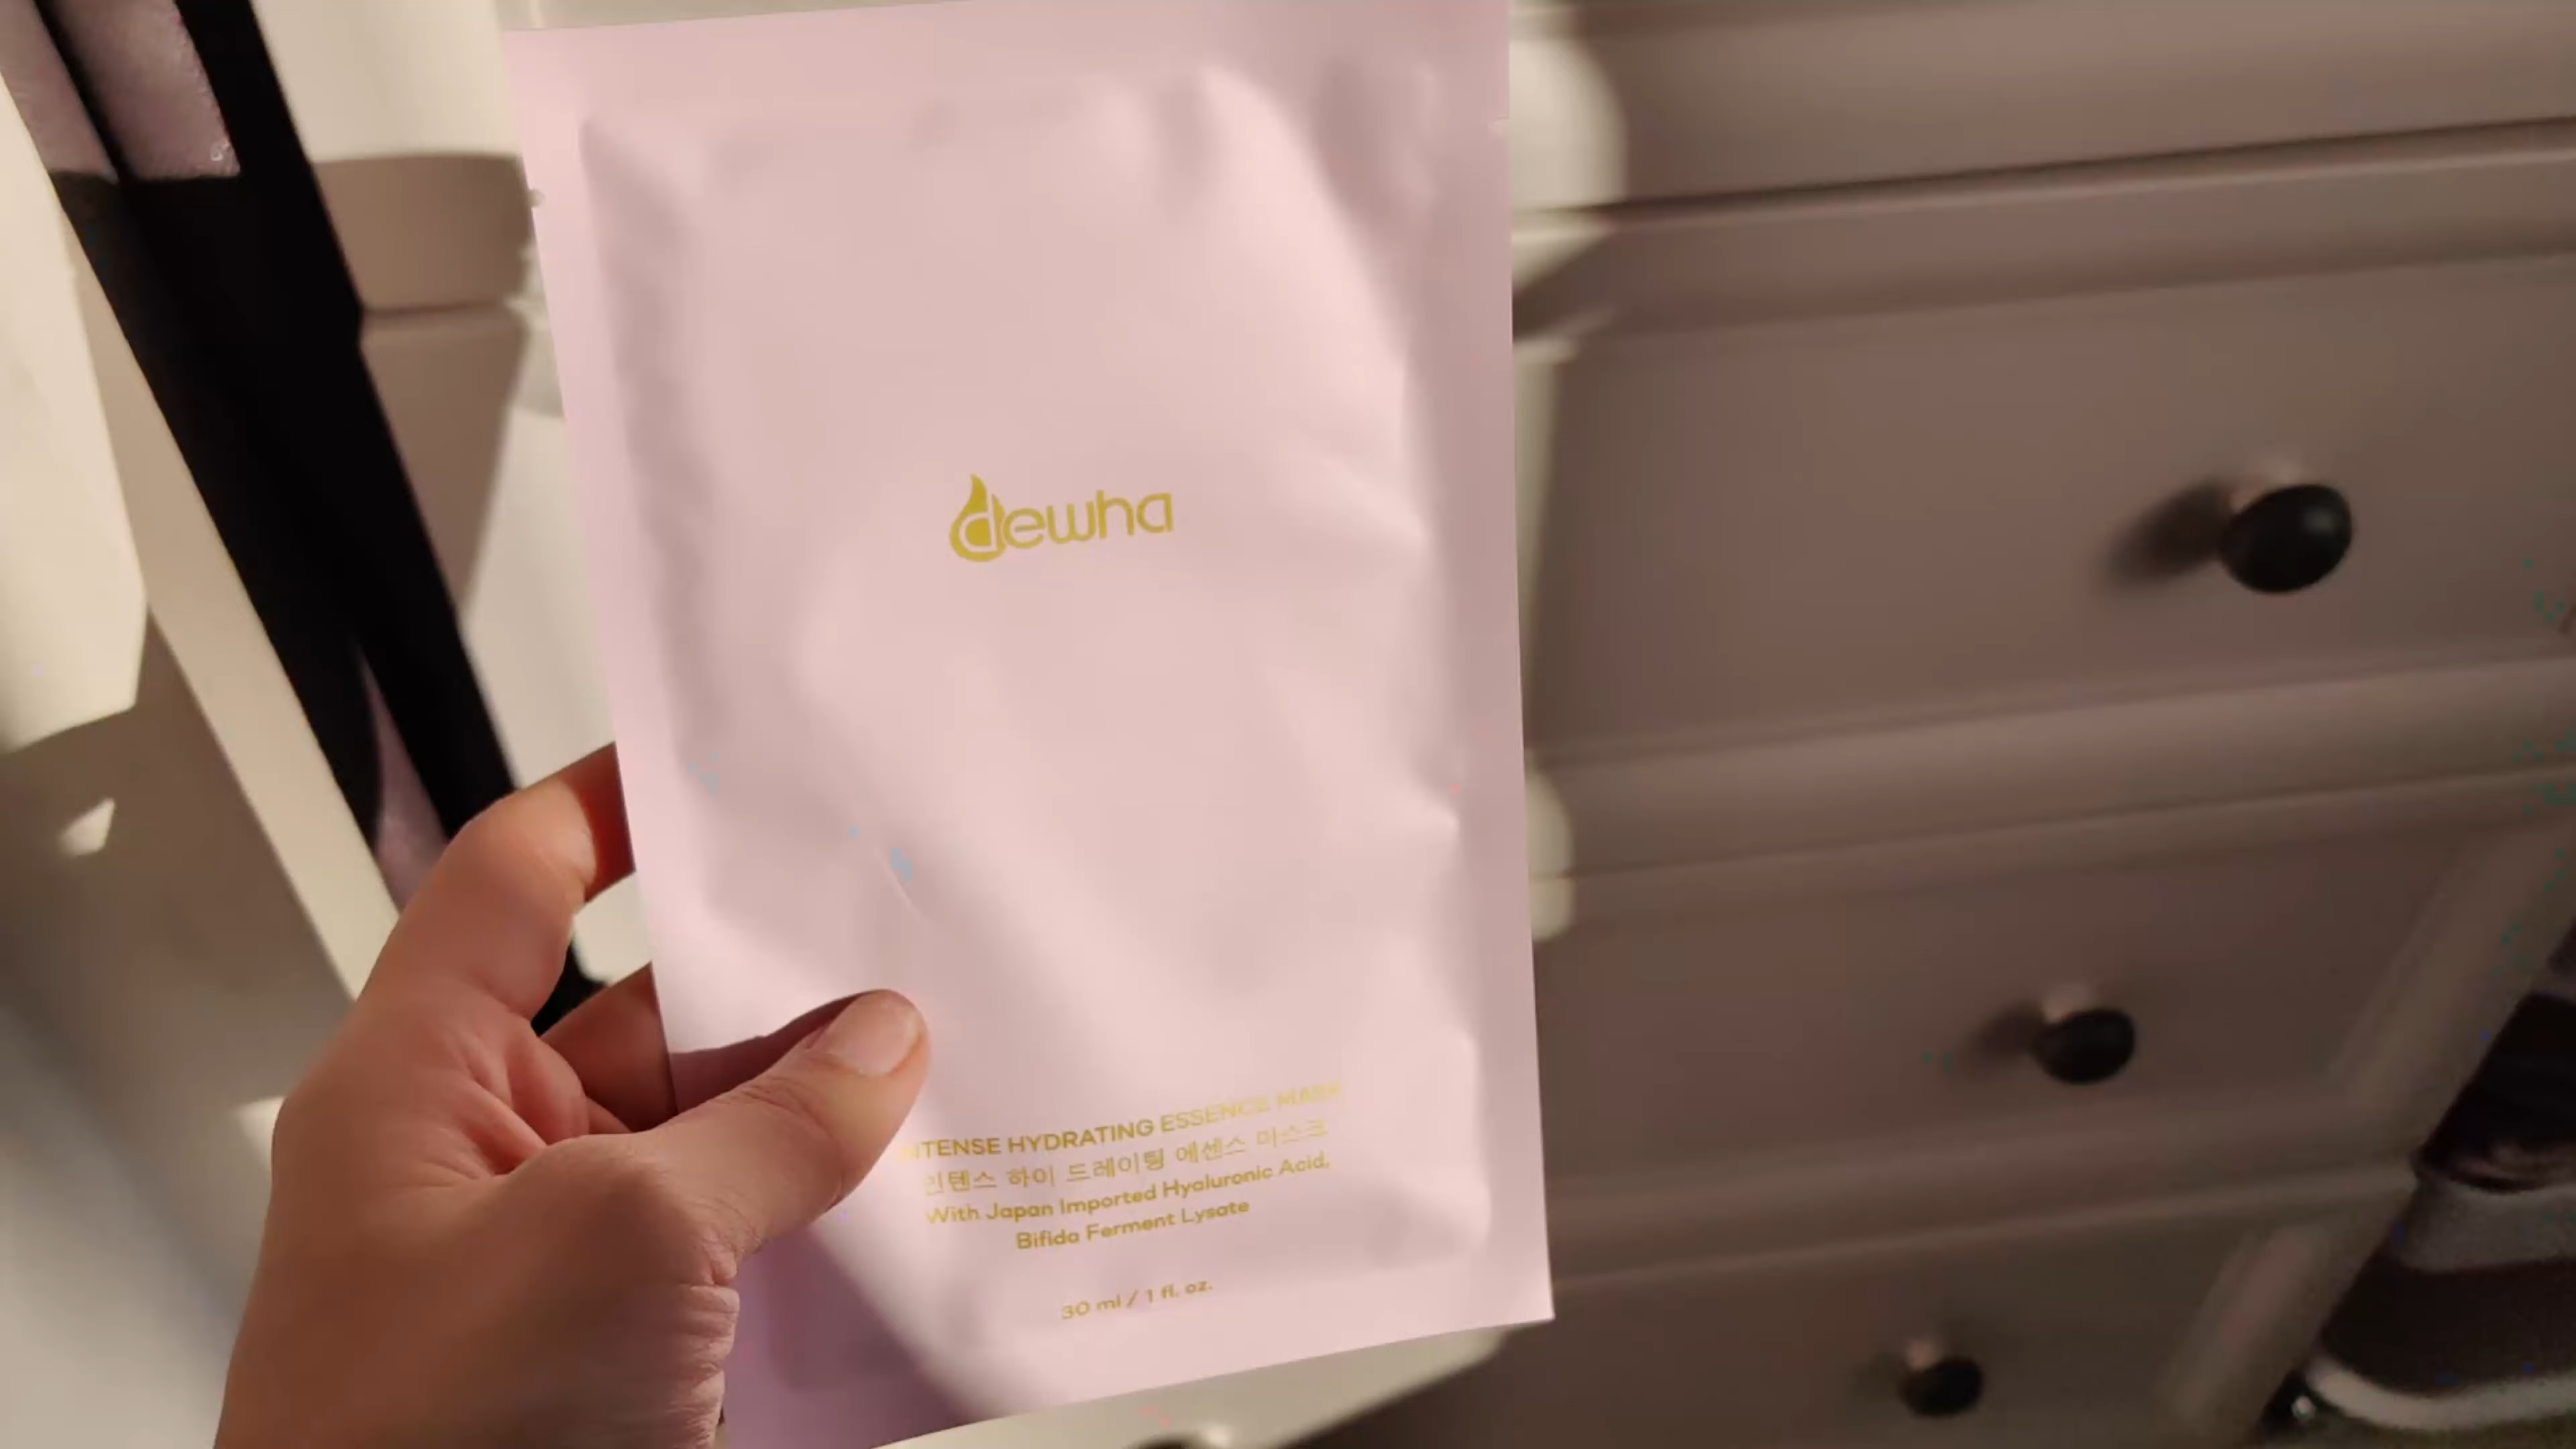 dewha
INTENSE HYDRATING ESSENCE MASK
인텐스 하이 드레이팅 에센스 마스크
With Japan Imported Hyaluronic Acid,
Bifida Ferment Lysate
30 ml / 1 fl. oz.